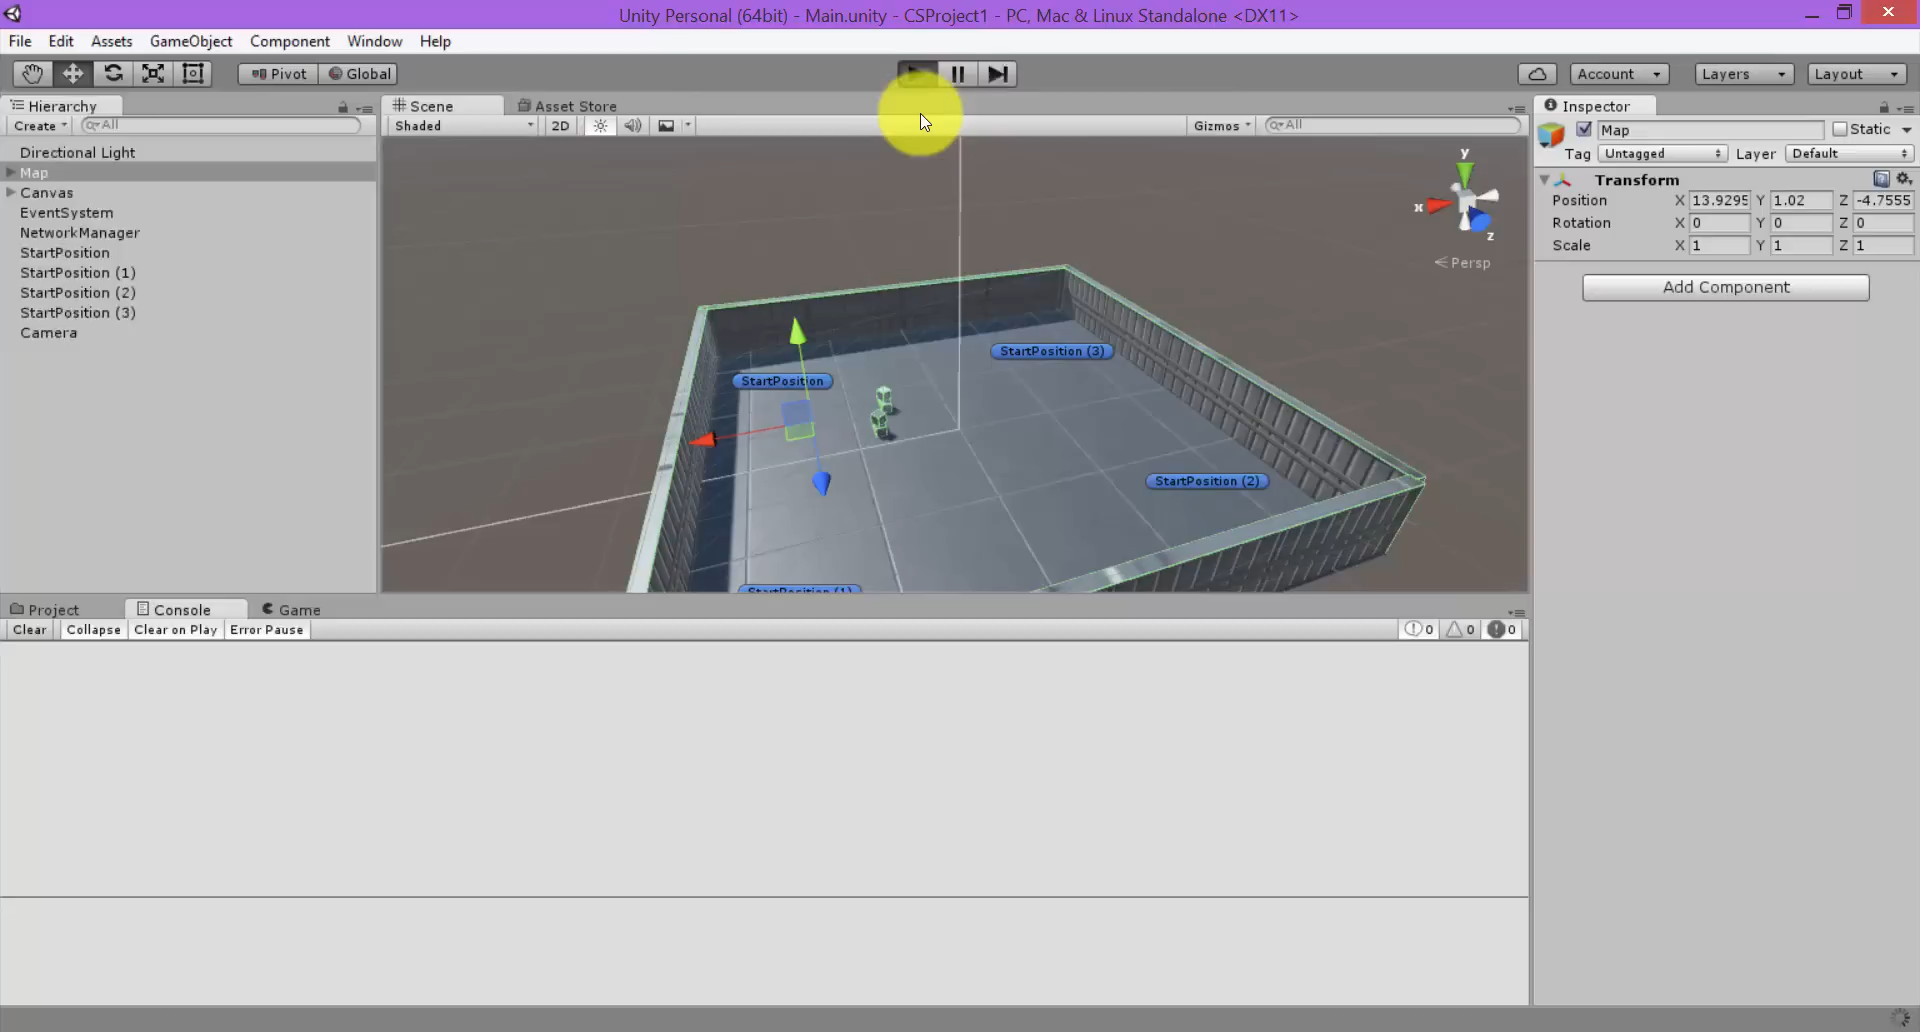 Unity Personal (64bit) - Main.unity - CSProject1 - PC, Mac & Linux Standalone <DX11>
File Edit Assets GameObject Component Window Help
Pivot Global Account Layers Layout
Hierarchy
Create All
Directional Light
Map
Canvas
EventSystem
NetworkManager
StartPosition
StartPosition (1)
StartPosition (2)
StartPosition (3)
Camera
Scene Asset Store
Shaded 2D Gizmos All
y
x
z
Persp
StartPosition (3)
StartPosition
StartPosition (2)
StartPosition (1)
Inspector
Map Static
Tag Untagged Layer Default
Transform
Position X 13.9295 Y 1.02 Z -4.7555
Rotation X 0 Y 0 Z 0
Scale X 1 Y 1 Z 1
Add Component
Project Console Game
Clear Collapse Clear on Play Error Pause 0 0 0